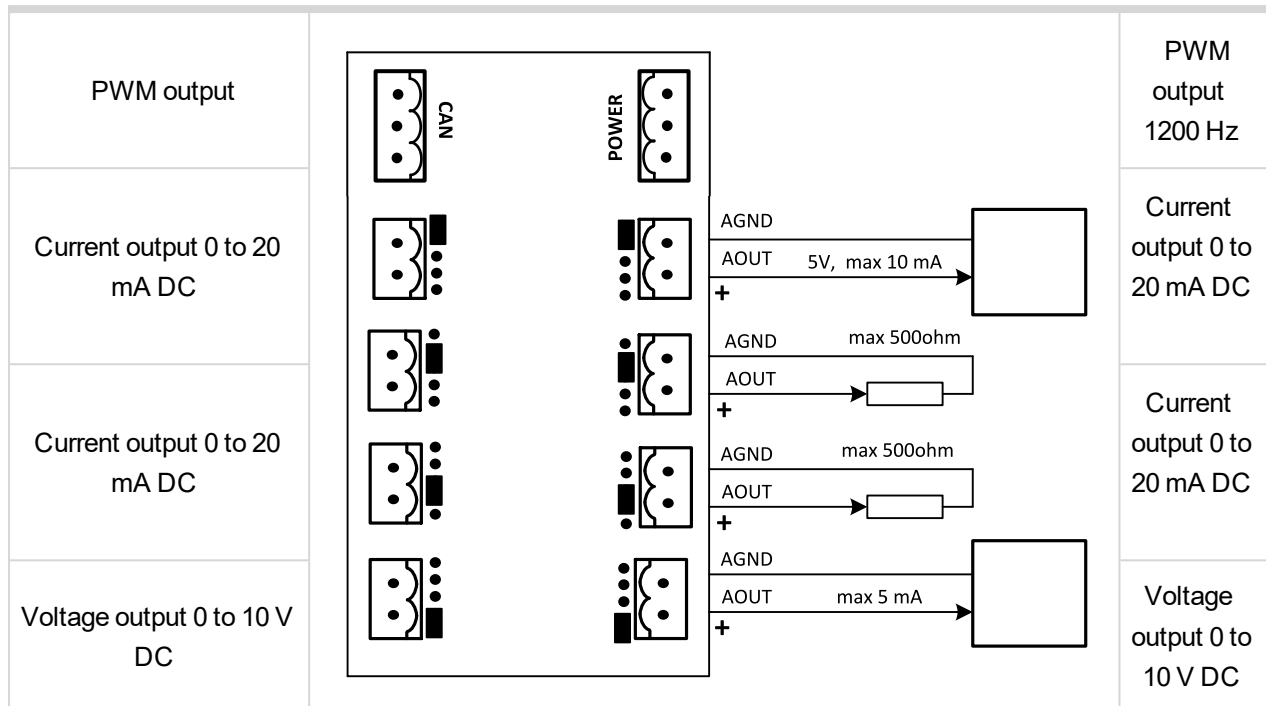 PWM output
Current output 0 to 20
mA DC
Current output 0 to 20
mA DC
Voltage output 0 to 10 V
DC
CAN
POWER
AGND
AOUT
5V, max 10 mA
+
AGND
max 500ohm
AOUT
+
AGND
max 500ohm
AOUT
+
AGND
AOUT
max 5 mA
+
PWM
output
1200 Hz
Current
output 0 to
20 mA DC
Current
output 0 to
20 mA DC
Voltage
output 0 to
10 V DC